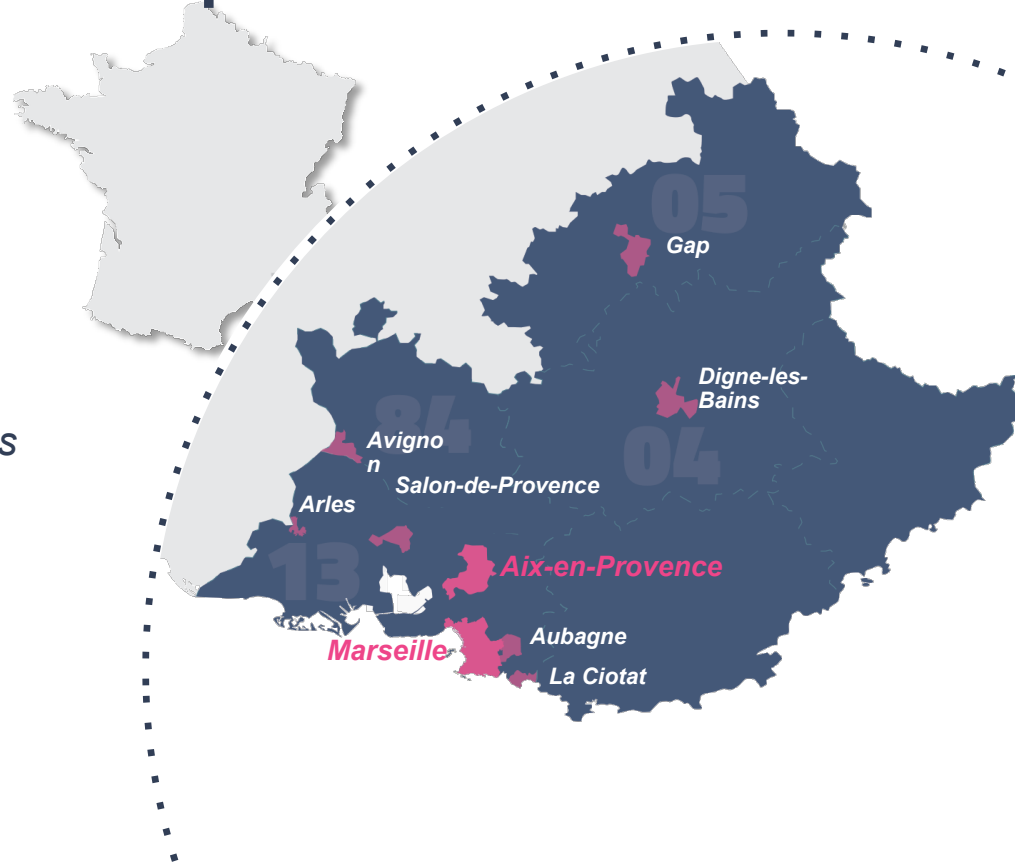 05
Gap
Digne-les-
Bains
84
Avigno
n
04
s
Salon-de-Provence
Arles
13
Aix-en-Provence
Aubagne
Marseille
La Ciotat